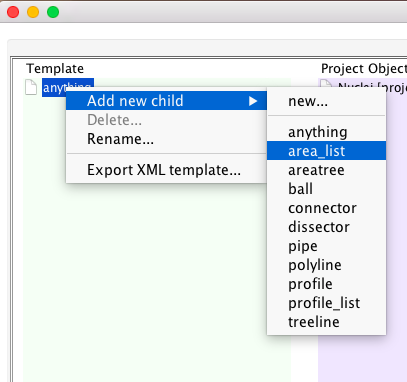 Template
Project Object
anything
Nuclei [proj
Add new child
Delete...
Rename...
Export XML template...
new...
anything
area_list
areatree
ball
connector
dissector
pipe
polyline
profile
profile_list
treeline